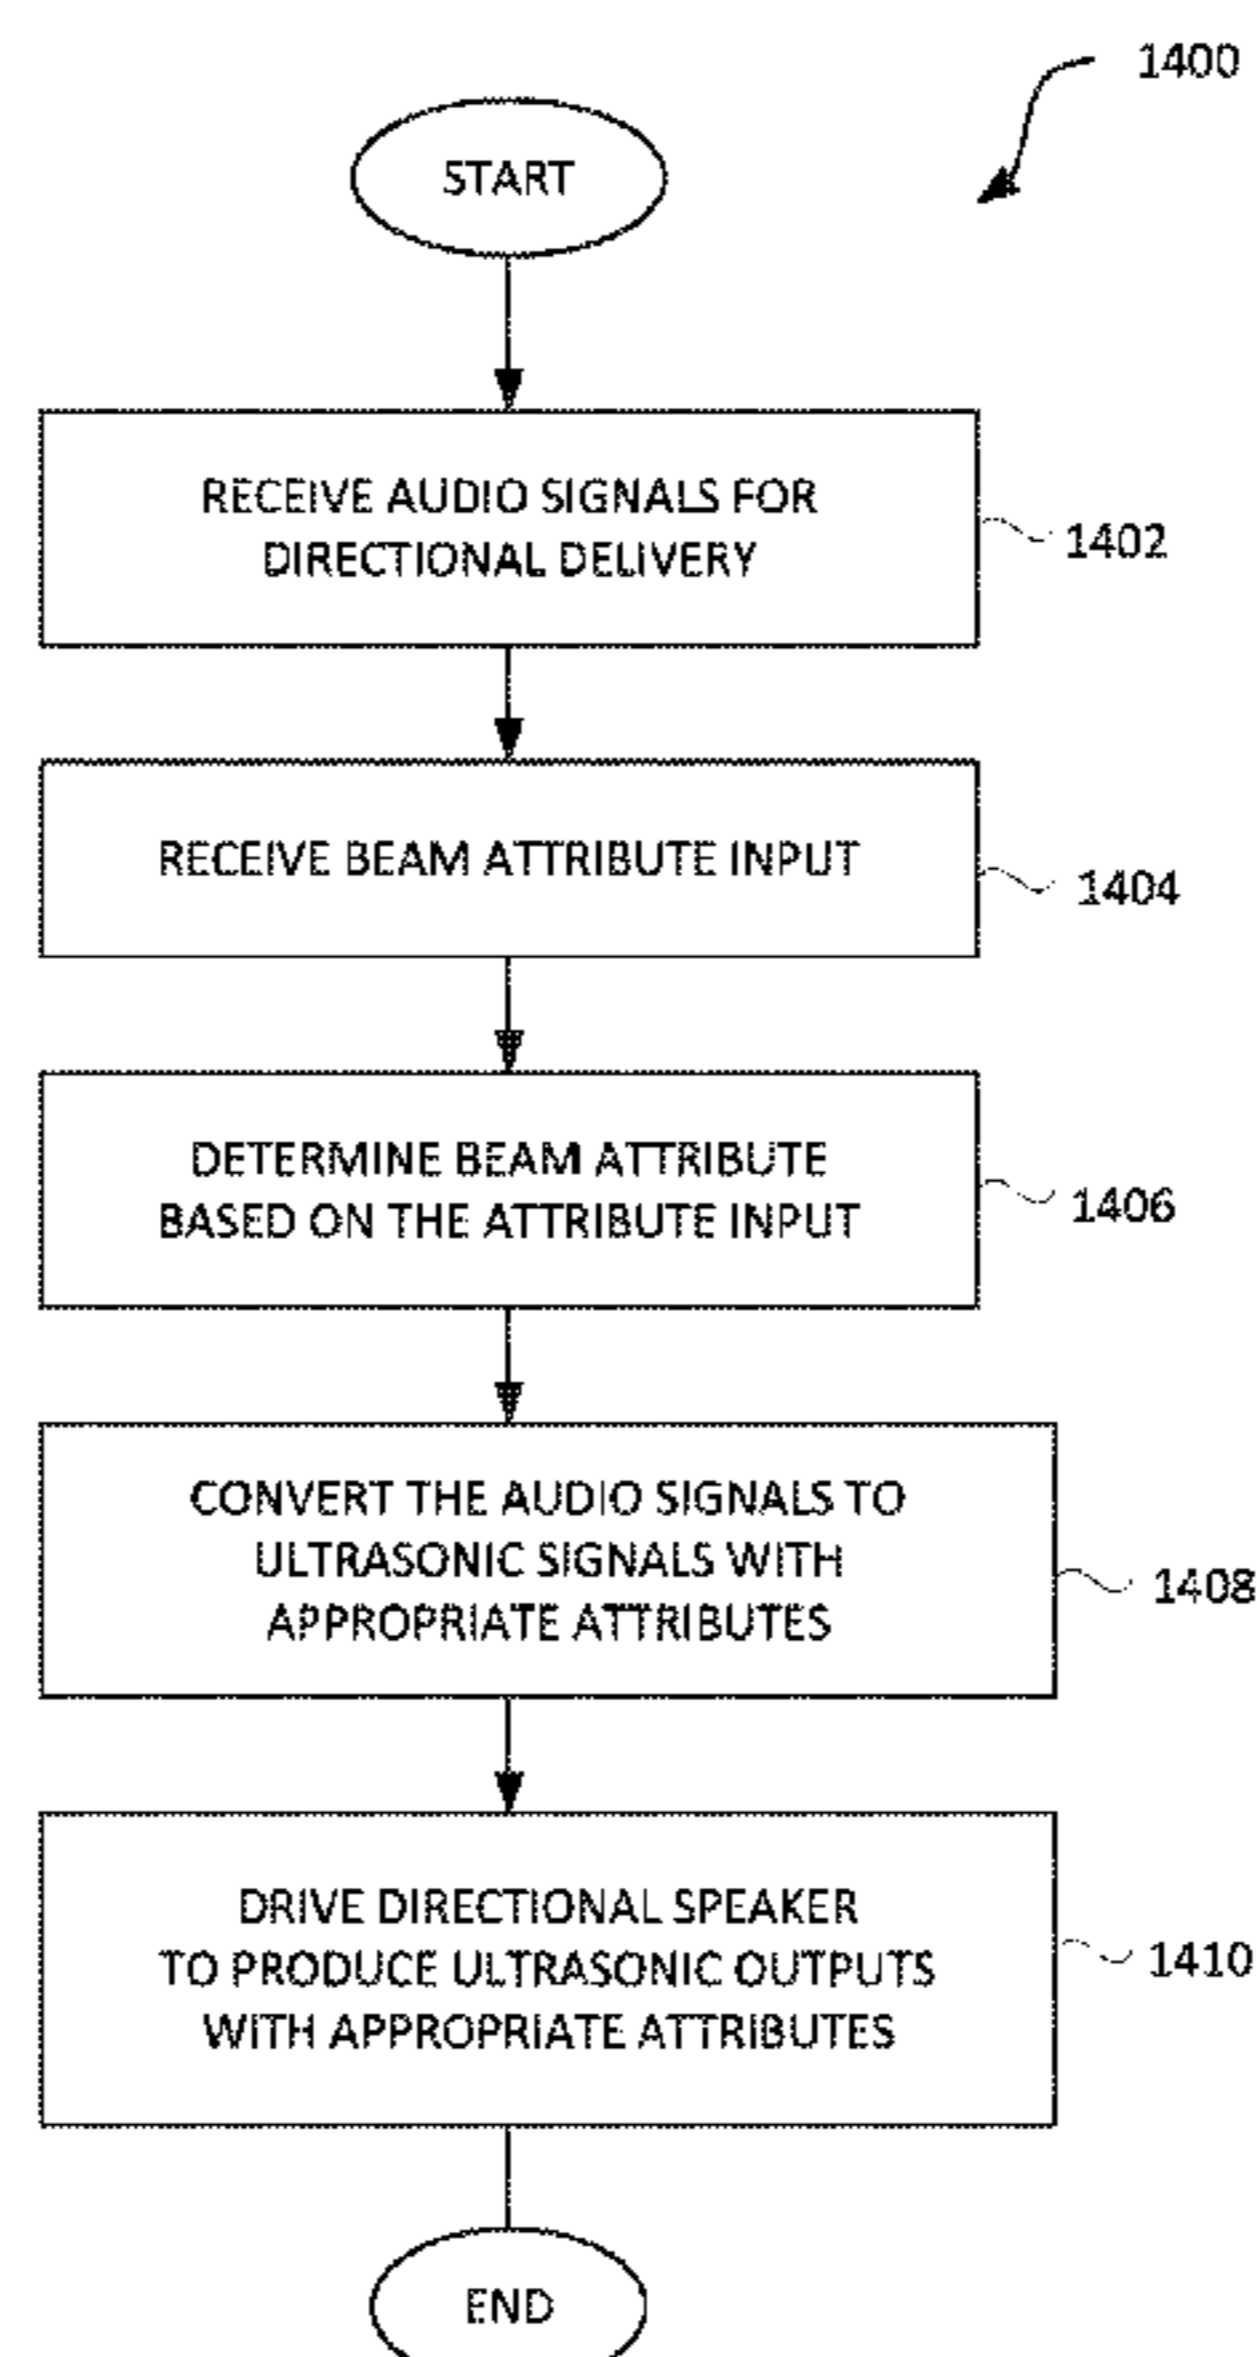 1400
START
RECEIVE AUDIO SIGNALS FOR
DIRECTIONAL DELIVERY
1402
RECEIVE BEAM ATTRIBUTE INPUT
1404
DETERMINE BEAM ATTRIBUTE
BASED ON THE ATTRIBUTE INPUT
1406
CONVERT THE AUDIO SIGNALS TO
ULTRASONIC SIGNALS WITH
APPROPRIATE ATTRIBUTES
1408
DRIVE DIRECTIONAL SPEAKER
TO PRODUCE ULTRASONIC OUTPUTS
WITH APPROPRIATE ATTRIBUTES
1410
END